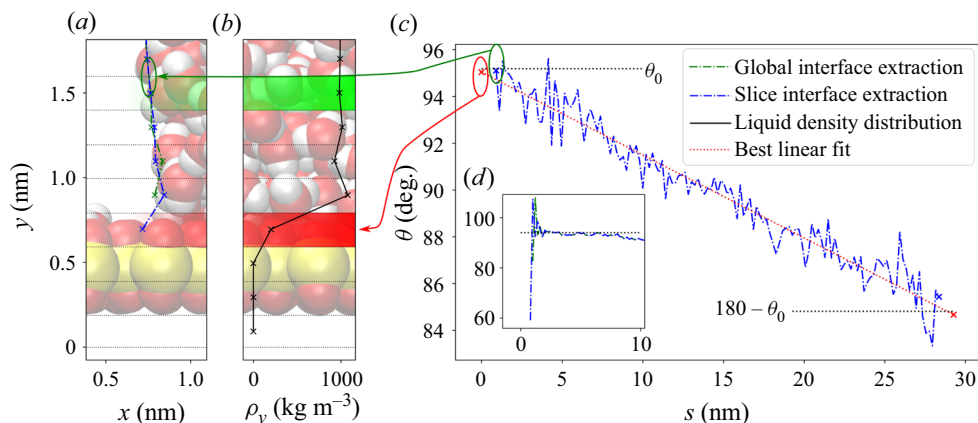 (a)
(b)
(c)
y (nm)
1.5
1.0
0.5
0
0.5
1.0
x (nm)
0
1000
ρᵥ (kg m⁻³)
θ (deg.)
96
94
92
90
88
86
84
0
5
10
15
20
25
30
s (nm)
θ₀
180 – θ₀
Global interface extraction
Slice interface extraction
Liquid density distribution
Best linear fit
(d)
100
80
60
0
10